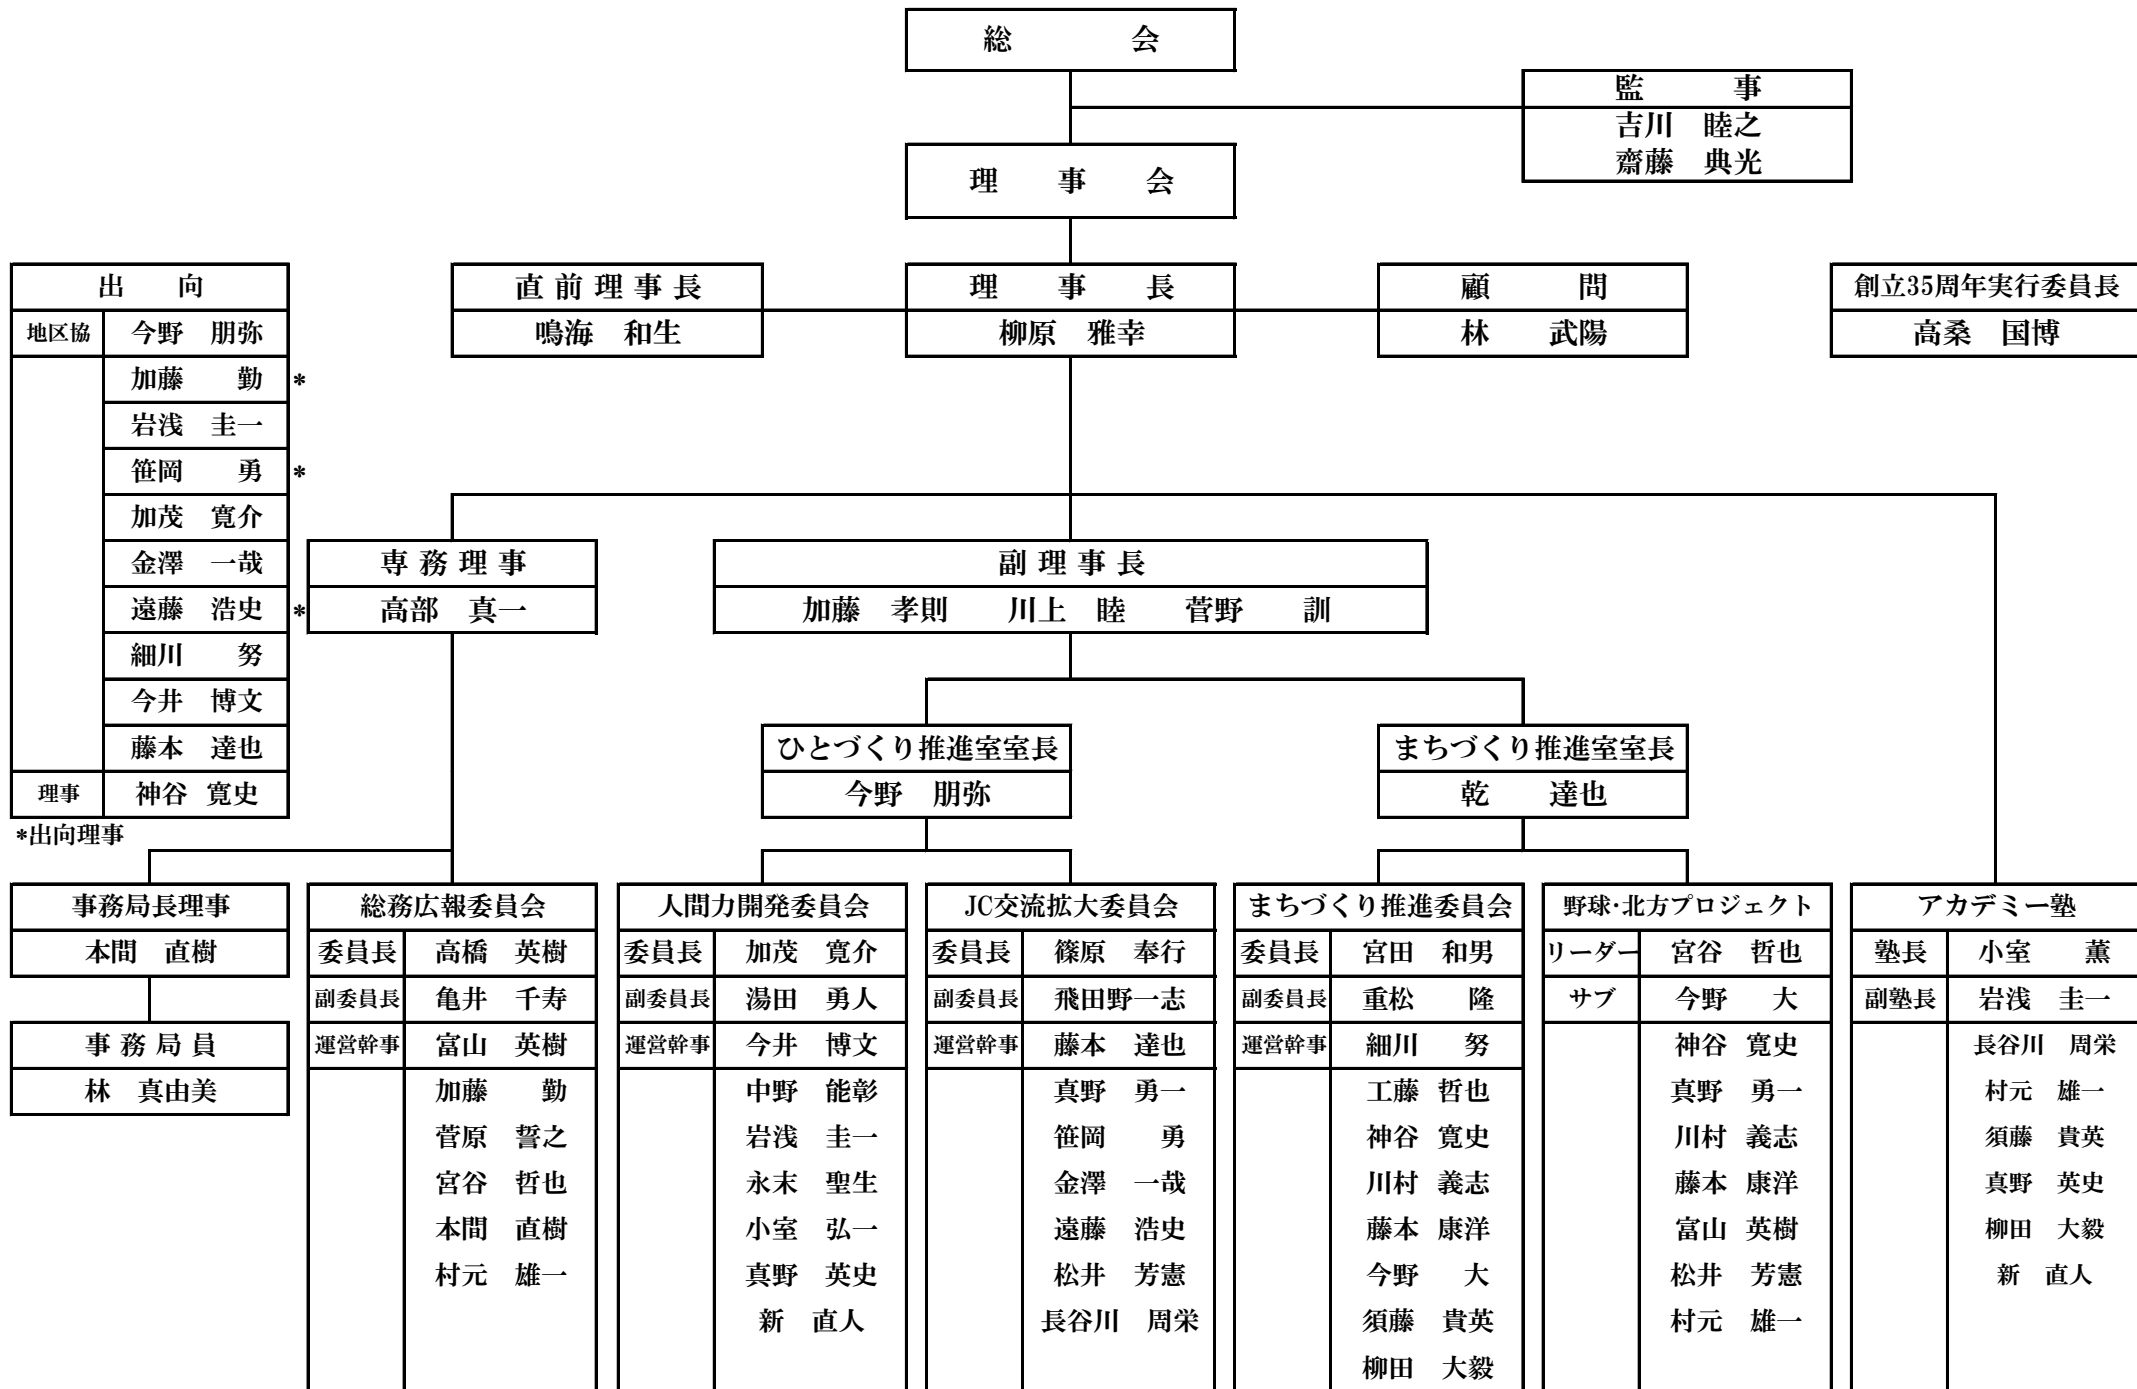 総　会
監　事
吉川　睦之
齋藤　典光
理　事　会
出　向
地区協　今野　朋弥
加藤　勤　*
岩浅　圭一
笹岡　勇　*
加茂　寛介
金澤　一哉
遠藤　浩史　*
細川　努
今井　博文
藤本　達也
理事　神谷 寛史
*出向理事
直前理事長
鳴海　和生
理　事　長
柳原　雅幸
顧　問
林　武陽
創立35周年実行委員長
高桑　国博
専務理事
高部　真一
副理事長
加藤　孝則　川上　睦　菅野　訓
ひとづくり推進室室長
今野　朋弥
まちづくり推進室室長
乾　達也
事務局長理事
本間　直樹
事務局員
林　真由美
総務広報委員会
委員長　高橋　英樹
副委員長　亀井　千寿
運営幹事　富山　英樹
加藤　勤
菅原　誓之
宮谷　哲也
本間　直樹
村元　雄一
人間力開発委員会
委員長　加茂　寛介
副委員長　湯田　勇人
運営幹事　今井　博文
中野　能彰
岩浅　圭一
永末　聖生
小室　弘一
真野　英史
新　直人
JC交流拡大委員会
委員長　篠原　奉行
副委員長　飛田野一志
運営幹事　藤本　達也
真野　勇一
笹岡　勇
金澤　一哉
遠藤　浩史
松井　芳憲
長谷川　周栄
まちづくり推進委員会
委員長　宮田　和男
副委員長　重松　隆
運営幹事　細川　努
工藤 哲也
神谷 寛史
川村 義志
藤本 康洋
今野　大
須藤　貴英
柳田　大毅
野球･北方プロジェクト
リーダー　宮谷　哲也
サブ　今野　大
神谷 寛史
真野　勇一
川村 義志
藤本 康洋
富山 英樹
松井　芳憲
村元　雄一
アカデミー塾
塾長　小室　薫
副塾長　岩浅　圭一
長谷川　周栄
村元　雄一
須藤　貴英
真野　英史
柳田　大毅
新　直人